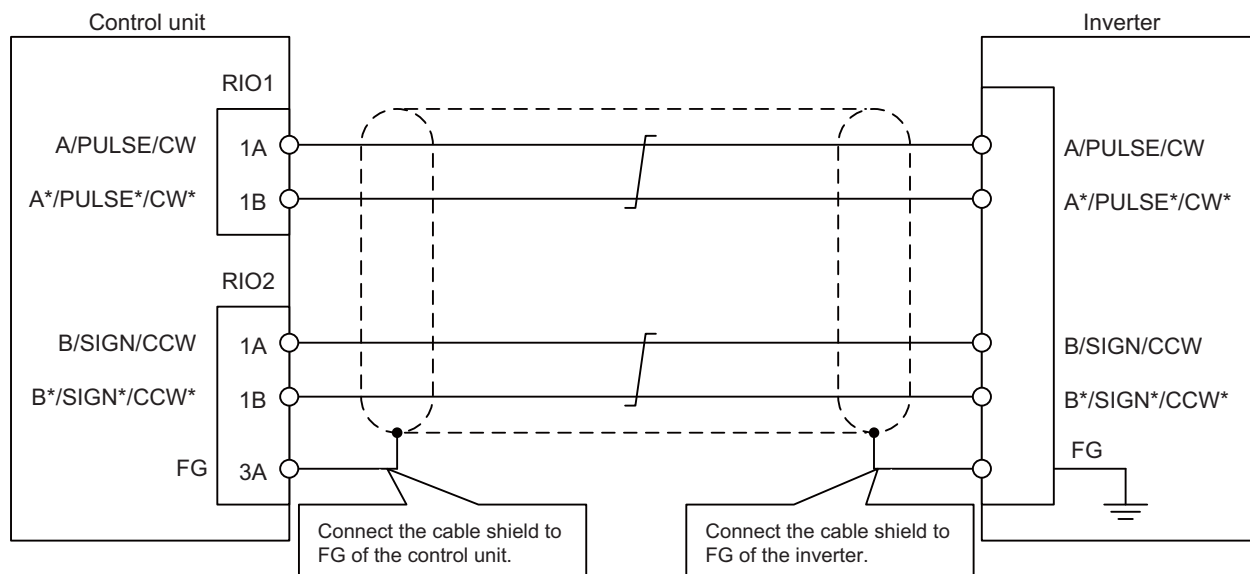 Control unit
Inverter
RIO1
A/PULSE/CW
1A
A/PULSE/CW
A*/PULSE*/CW*
1B
A*/PULSE*/CW*
RIO2
B/SIGN/CCW
1A
B/SIGN/CCW
B*/SIGN*/CCW*
1B
B*/SIGN*/CCW*
FG
3A
FG
Connect the cable shield to
FG of the control unit.
Connect the cable shield to
FG of the inverter.